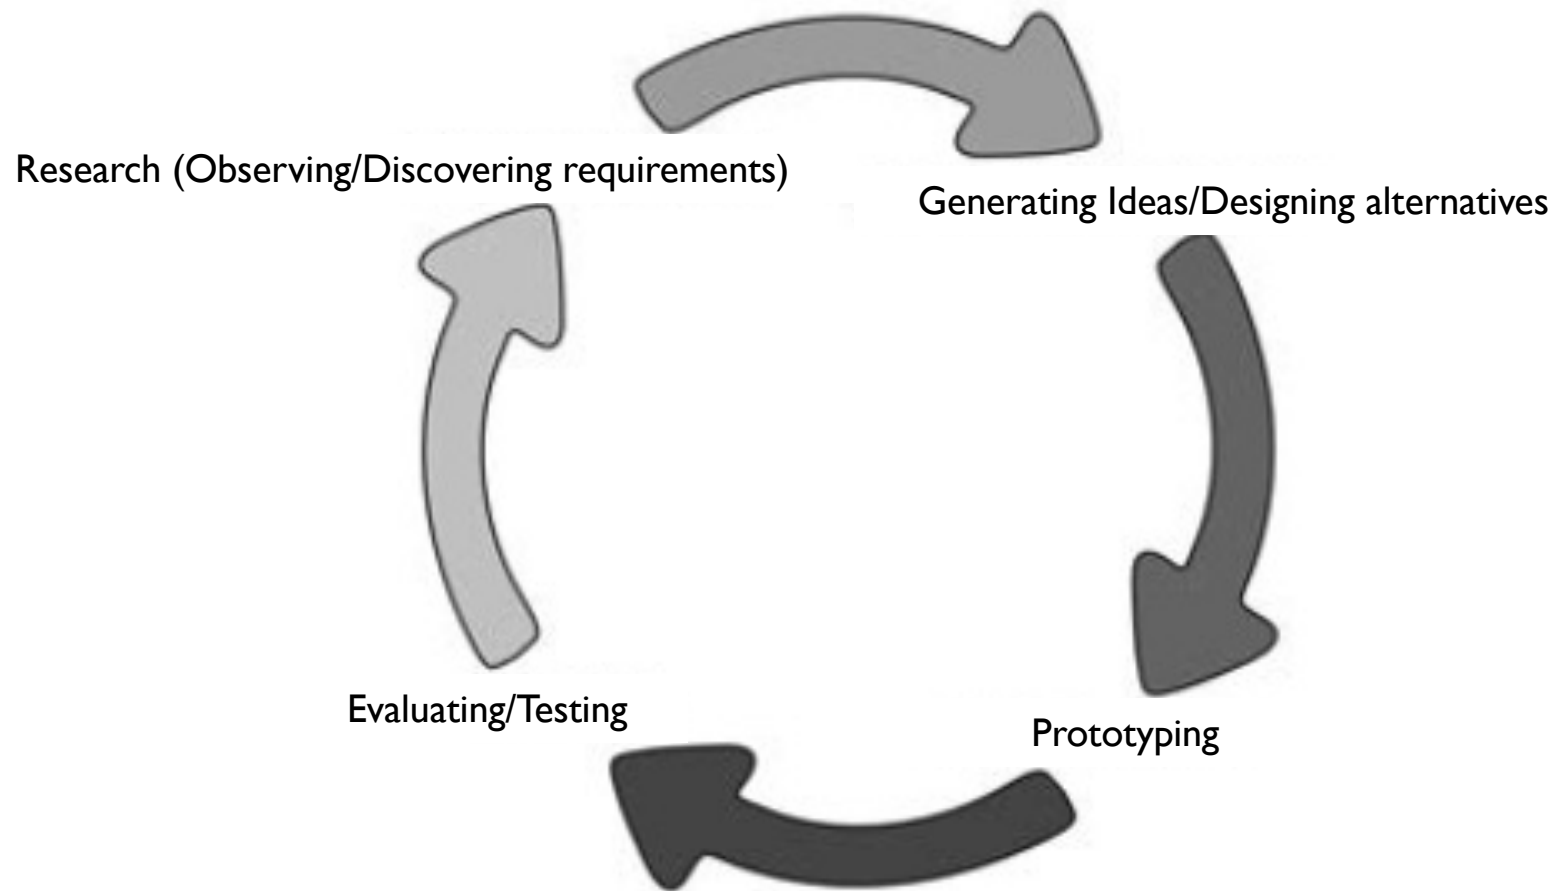 Research (Observing/Discovering requirements)
Generating Ideas/Designing alternatives
Evaluating/Testing
Prototyping